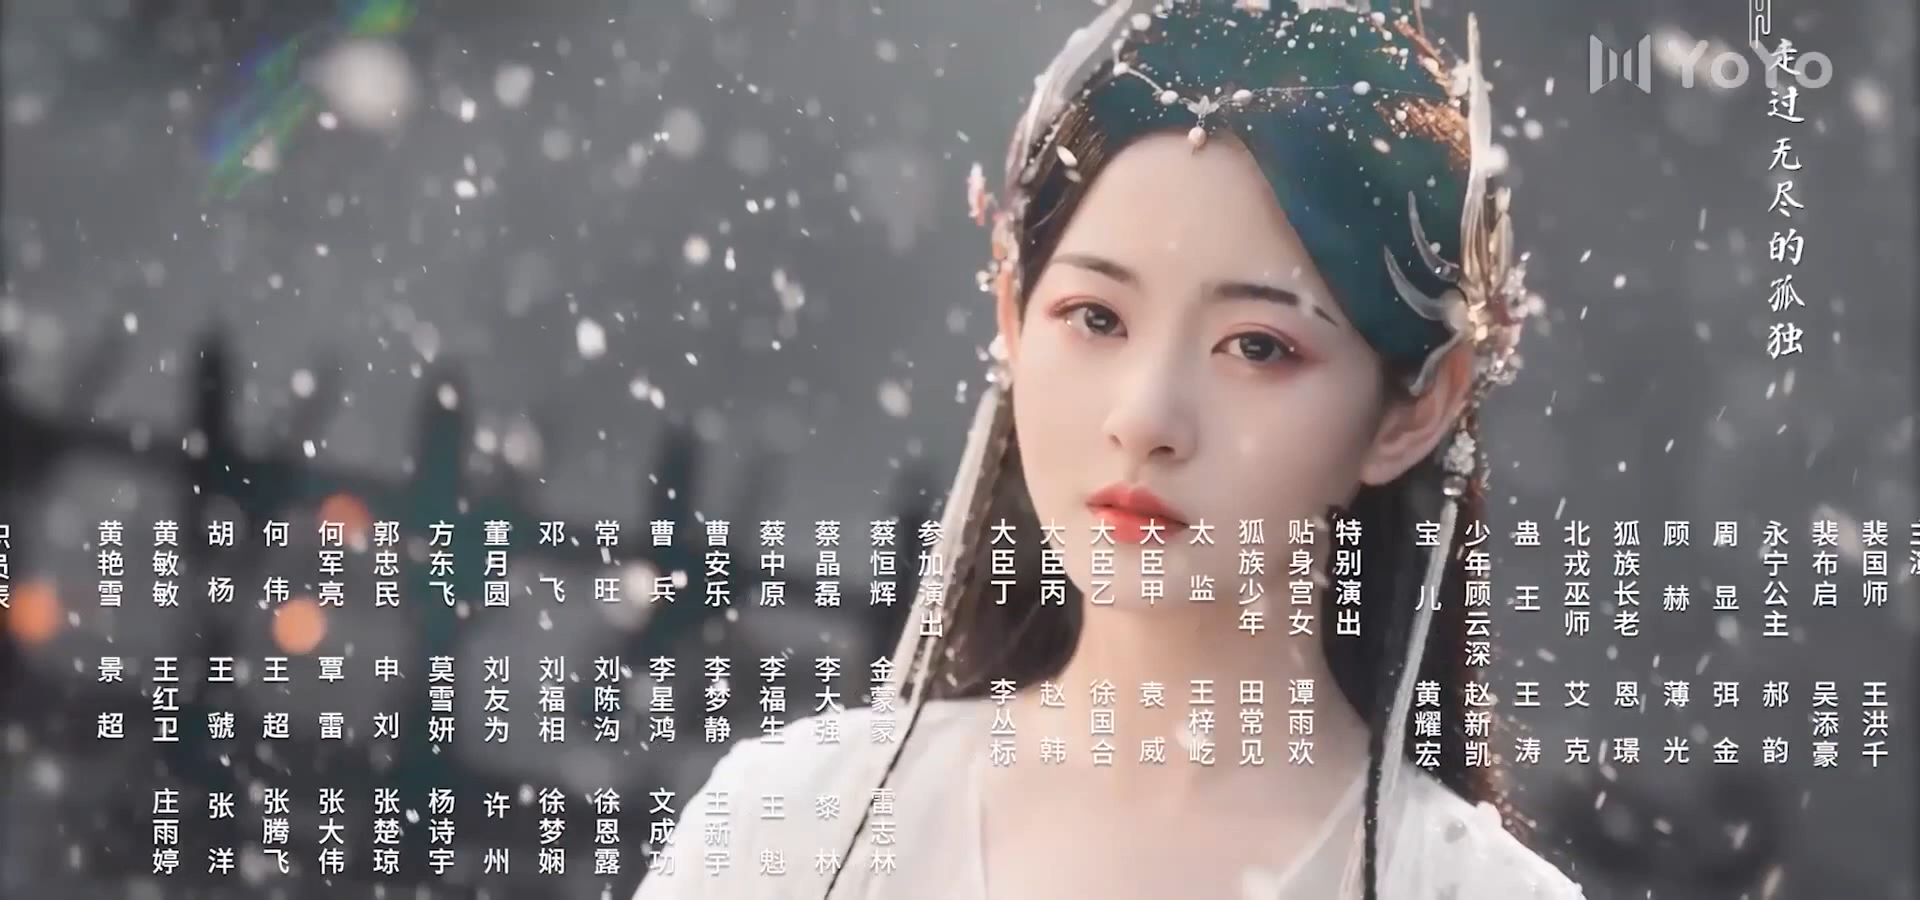 YoYo
走过无尽的孤独
主演
裴国师 王洪千
裴布启 吴添豪
永宁公主 郝韵
周显 弭金
顾赫 薄光
狐族长老 恩璟
北戎巫师 艾克
蛊王 王涛
少年顾云深 赵新凯
宝儿 黄耀宏
特别演出
贴身宫女 谭雨欢
狐族少年 田常见
太监 王梓屹
大臣甲 袁威
大臣乙 徐国合
大臣丙 赵韩
大臣丁 李丛标
参加演出
蔡恒辉 金蒙蒙 雷志林
蔡晶磊 李大强 黎林
蔡中原 李福生 王魁
曹安乐 李梦静 王新宇
曹兵 李星鸿 文成功
常旺 刘陈沟 徐恩露
邓飞 刘福相 徐梦娴
董月圆 刘友为 许州
方东飞 莫雪妍 杨诗宇
郭忠民 申刘 张楚琼
何军亮 覃雷 张大伟
何伟 王超 张腾飞
胡杨 王虢 张洋
黄敏敏 王红卫 庄雨婷
黄艳雪 景超
职员表